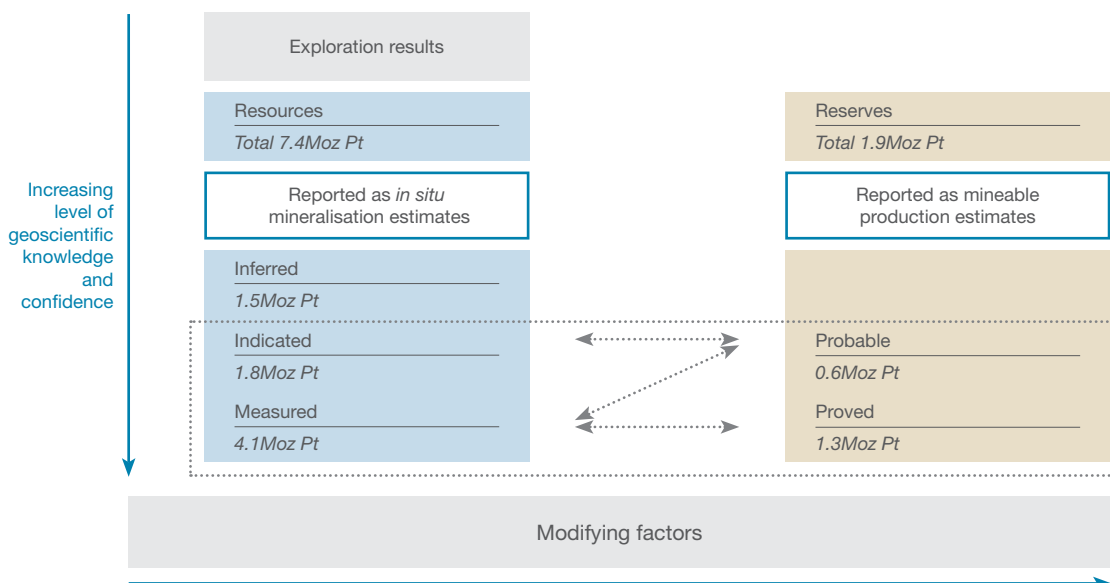 Exploration results
Resources
Total 7.4Moz Pt
Reserves
Total 1.9Moz Pt
Increasing
level of
geoscientific
knowledge
and
confidence
Reported as in situ
mineralisation estimates
Reported as mineable
production estimates
Inferred
1.5Moz Pt
Indicated
1.8Moz Pt
Probable
0.6Moz Pt
Measured
4.1Moz Pt
Proved
1.3Moz Pt
Modifying factors